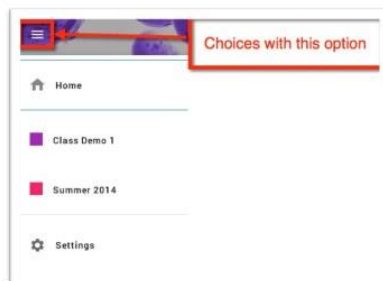 Choices with this option
Home
Class Demo 1
Summer 2014
Settings